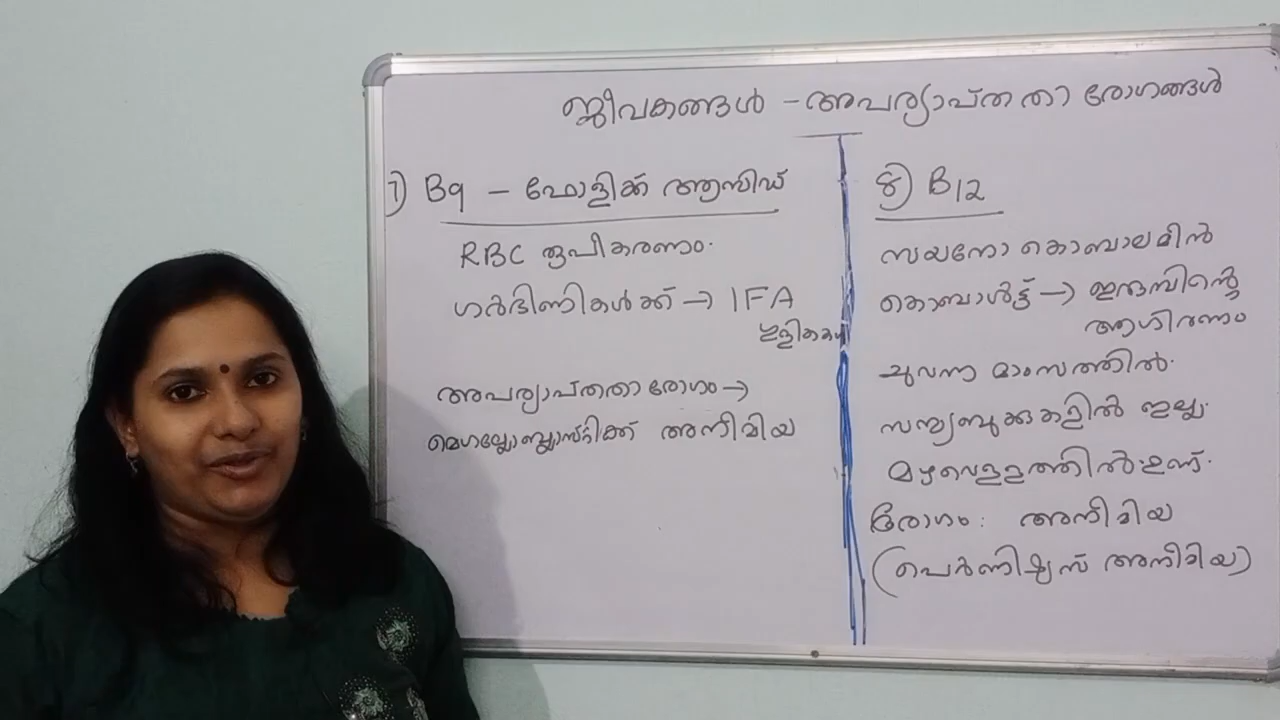 ജീവകങ്ങൾ - അപര്യാപ്തതാ രോഗങ്ങൾ
7) B9 - ഫോളിക് ആസിഡ്
RBC രൂപീകരണം.
ഗർഭിണികൾക്ക് → IFA
ഗുളികകൾ
അപര്യാപ്തതാ രോഗം →
മെഗലോബ്ലാസ്റ്റിക്ക് അനീമിയ
8) B12
സയനോ കൊബാലമിൻ
കൊബാൾട്ട് → ഇരുമ്പിന്റെ
ആഗിരണം
ചുവന്ന മാംസത്തിൽ.
സസ്യങ്ങളിൽ ഇല്ല.
മഴവെള്ളത്തിൽ ഉണ്ട്.
രോഗം: അനീമിയ
(പെർണിഷ്യസ് അനീമിയ)